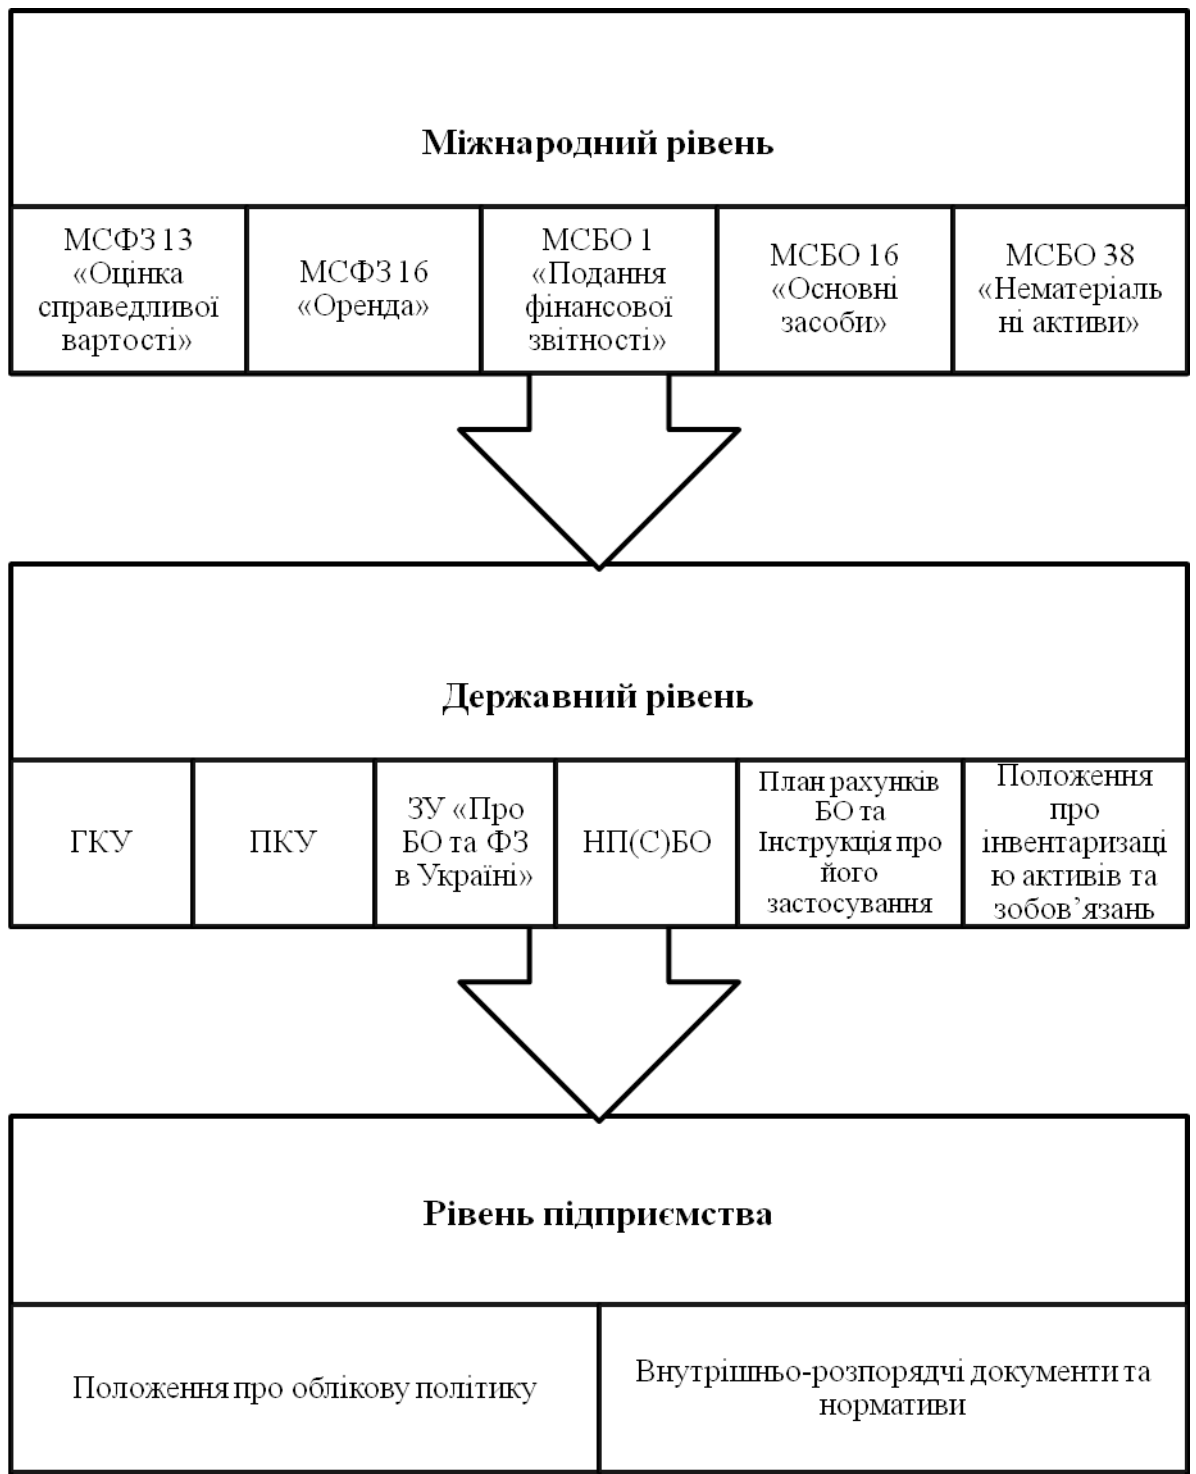 Міжнародний рівень
МСФЗ 13
«Оцінка
справедливої
вартості»
МСФЗ 16
«Оренда»
МСБО 1
«Подання
фінансової
звітності»
МСБО 16
«Основні
засоби»
МСБО 38
«Нематеріаль
ні активи»
Державний рівень
ГКУ
ПКУ
ЗУ «Про
БО та ФЗ
в Україні»
НП(С)БО
План рахунків
БО та
Інструкція про
його
застосування
Положення
про
інвентаризаці
ю активів та
зобов’язань
Рівень підприємства
Положення про облікову політику
Внутрішньо-розпорядчі документи та
нормативи